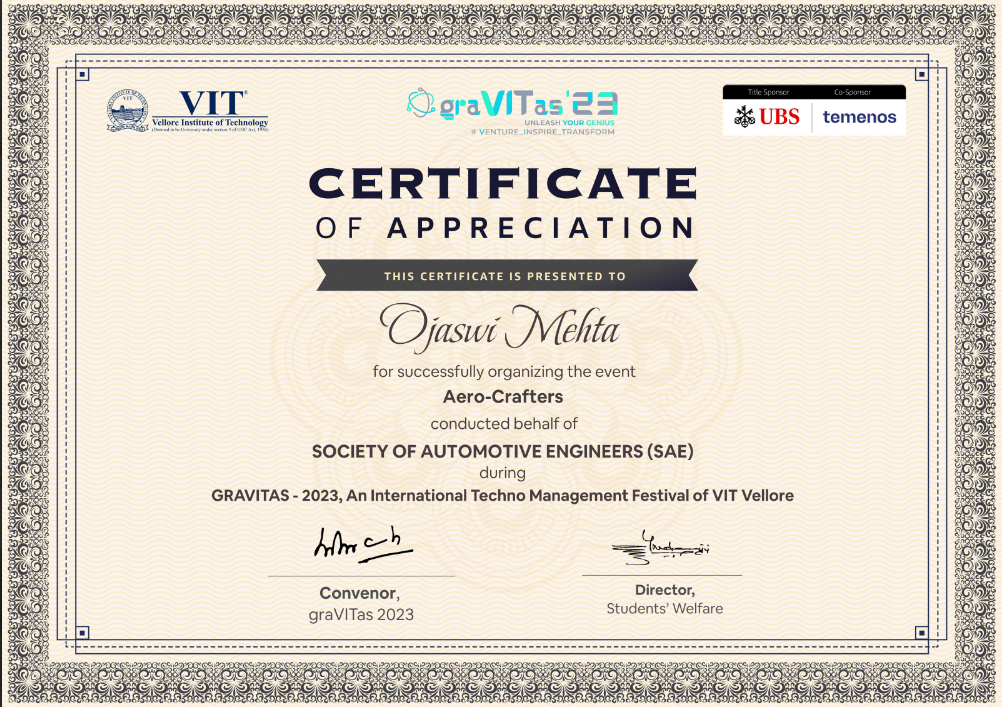 VIT
VIT®
Vellore Institute of Technology
(Deemed to be University under section 3 of UGC Act, 1956)
graVITas'23
UNLEASH YOUR GENIUS
# VENTURE_INSPIRE_TRANSFORM
Title Sponsor Co-Sponsor
UBS temenos
CERTIFICATE
OF APPRECIATION
THIS CERTIFICATE IS PRESENTED TO
Ojaswi Mehta
for successfully organizing the event
Aero-Crafters
conducted behalf of
SOCIETY OF AUTOMOTIVE ENGINEERS (SAE)
during
GRAVITAS - 2023, An International Techno Management Festival of VIT Vellore
Convenor,
graVITas 2023
Director,
Students' Welfare